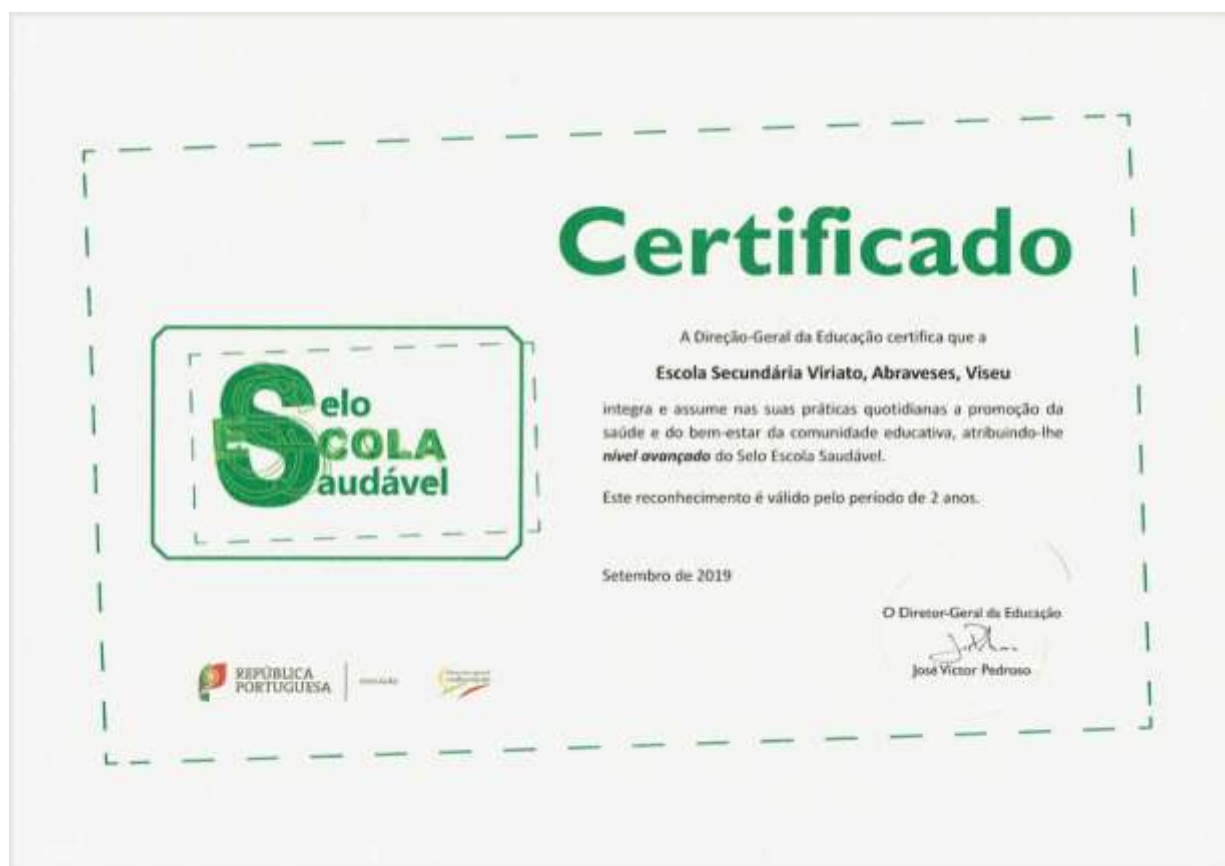 Certificado
A Direção-Geral da Educação certifica que a
Escola Secundária Viriato, Abraveses, Viseu
integra e assume nas suas práticas quotidianas a promoção da
saúde e do bem-estar da comunidade educativa, atribuindo-lhe
nível avançado do Selo Escola Saudável.
Este reconhecimento é válido pelo período de 2 anos.
Setembro de 2019
O Diretor-Geral da Educação
José Victor Pedroso
Selo
ESCOLA
Saudável
REPÚBLICA
PORTUGUESA